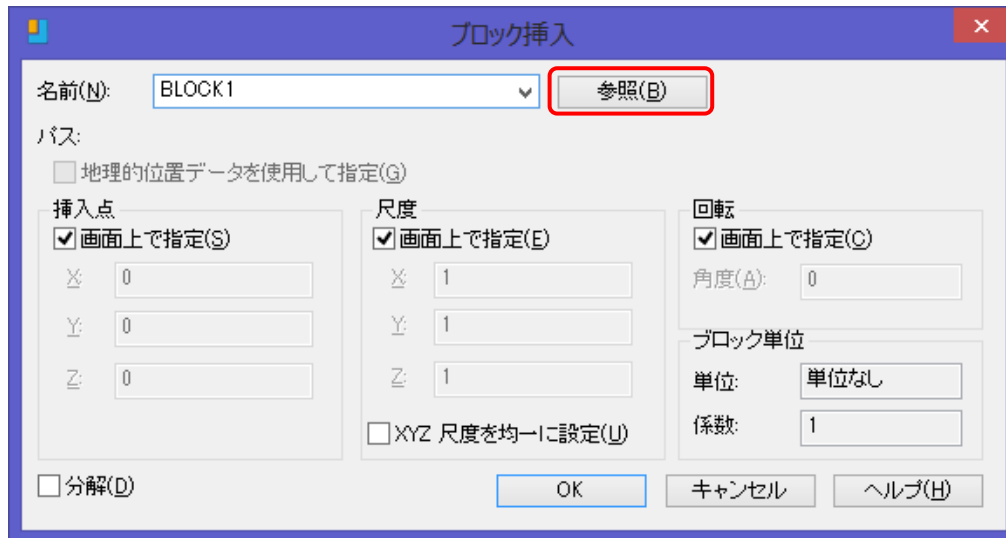 ブロック挿入
名前(N): BLOCK1 参照(B)
パス:
地理的位置データを使用して指定(G)
挿入点 尺度 回転
画面上で指定(S) 画面上で指定(E) 画面上で指定(C)
X: 0 X: 1 角度(A): 0
Y: 0 Y: 1
ブロック単位
Z: 0 Z: 1 単位: 単位なし
XYZ 尺度を均一に設定(U) 係数: 1
分解(D) OK キャンセル ヘルプ(H)